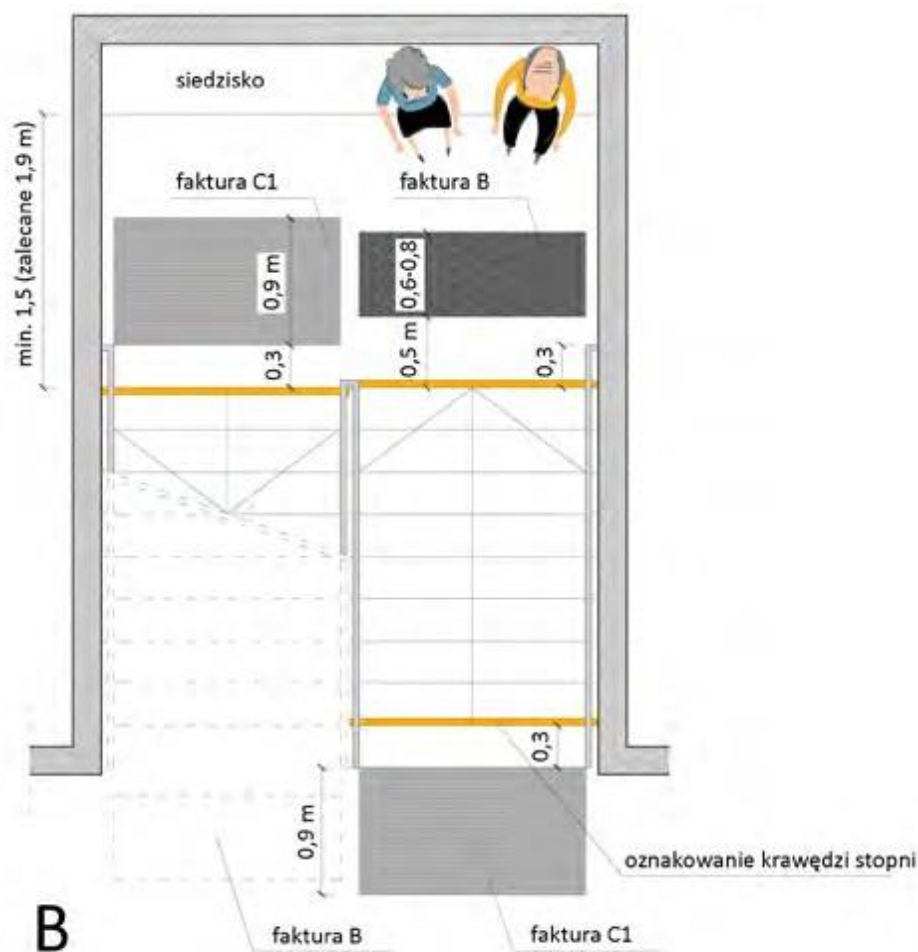 siedzisko
min. 1,5 (zalecane 1,9 m)
faktura C1
faktura B
0,9 m
0,6-0,8
0,3
0,5 m
0,3
0,3
0,9 m
oznakowanie krawędzi stopni
B
faktura B
faktura C1